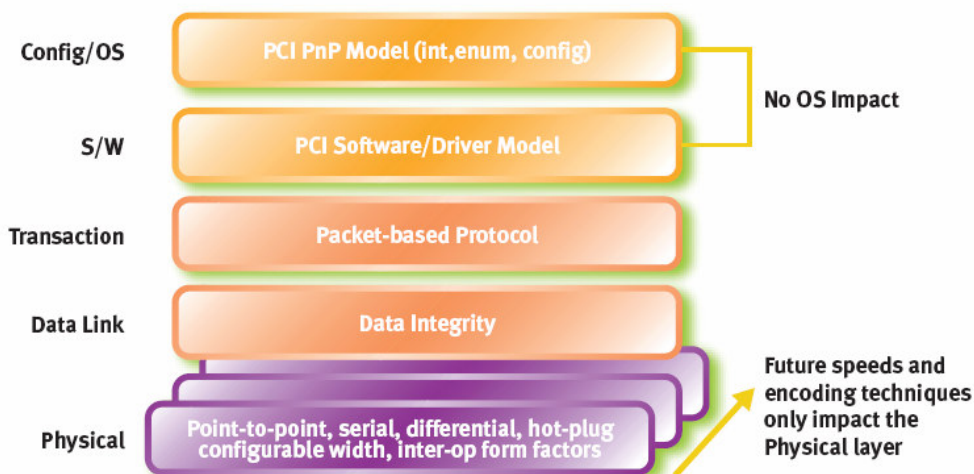 Config/OS
PCI PnP Model (int,enum, config)
No OS Impact
S/W
PCI Software/Driver Model
Transaction
Packet-based Protocol
Data Link
Data Integrity
Future speeds and
encoding techniques
only impact the
Physical layer
Physical
Point-to-point, serial, differential, hot-plug
configurable width, inter-op form factors